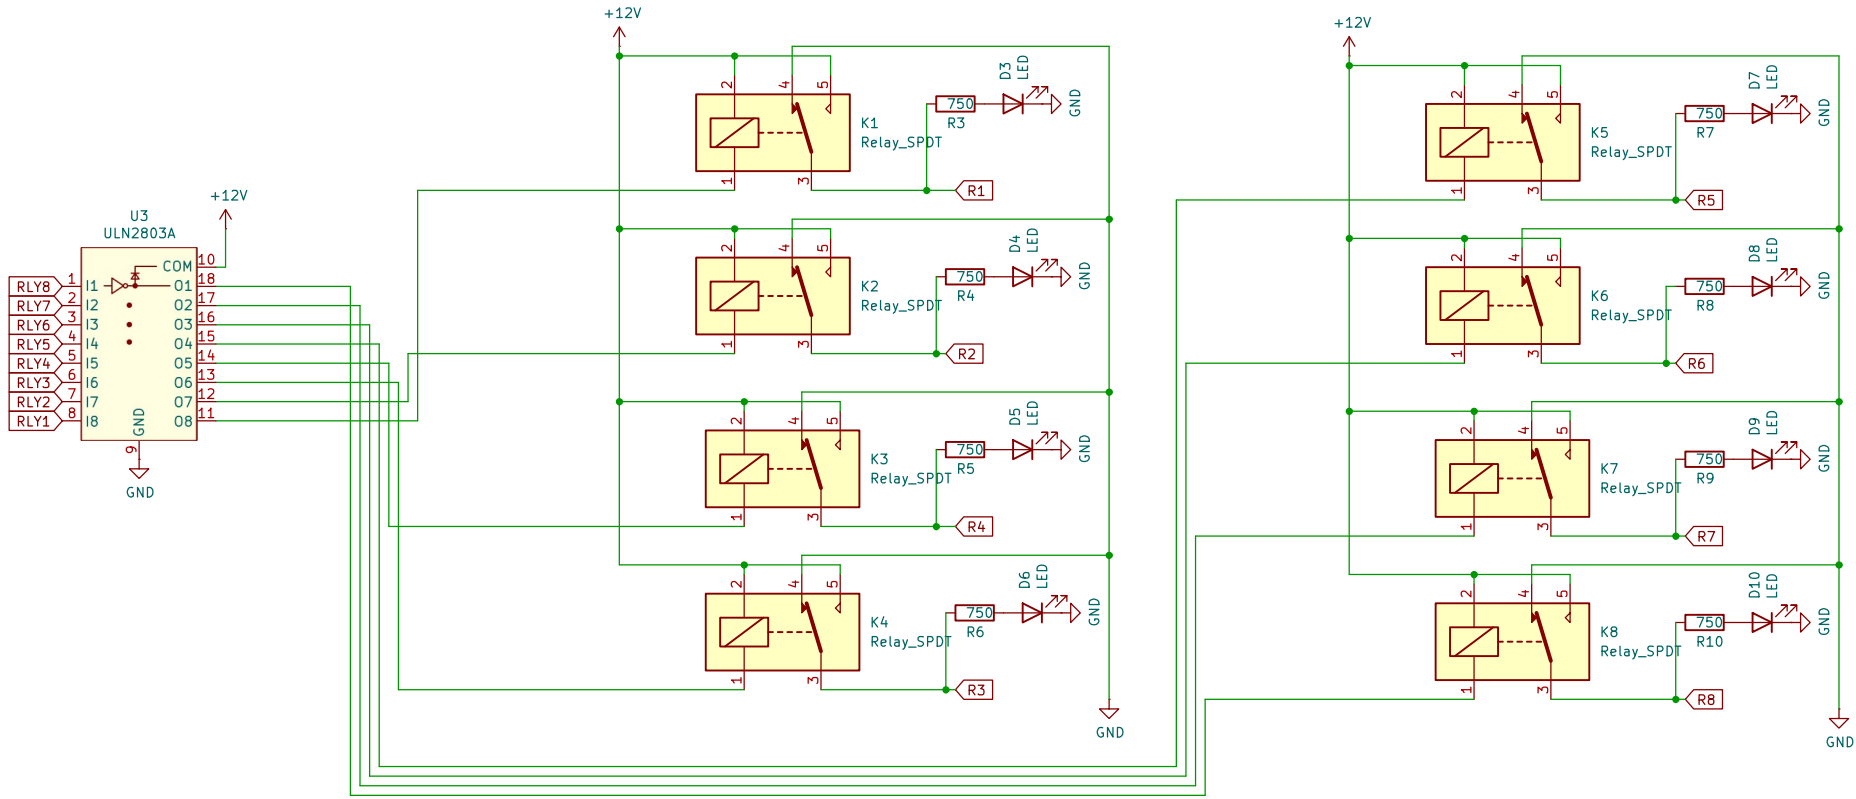 +12V
U3
ULN2803A
COM
10
RLY8
1
I1
O1
18
RLY7
2
I2
O2
17
RLY6
3
I3
O3
16
RLY5
4
I4
O4
15
RLY4
5
I5
O5
14
RLY3
6
I6
O6
13
RLY2
7
I7
O7
12
RLY1
8
I8
O8
11
GND
9
GND
+12V
2
4
5
K1
Relay_SPDT
1
3
750
R3
D3
LED
GND
R1
2
4
5
K2
Relay_SPDT
1
3
750
R4
D4
LED
GND
R2
2
4
5
K3
Relay_SPDT
1
3
750
R5
D5
LED
GND
R4
2
4
5
K4
Relay_SPDT
1
3
750
R6
D6
LED
GND
R3
GND
+12V
2
4
5
K5
Relay_SPDT
1
3
750
R7
D7
LED
GND
R5
2
4
5
K6
Relay_SPDT
1
3
750
R8
D8
LED
GND
R6
2
4
5
K7
Relay_SPDT
1
3
750
R9
D9
LED
GND
R7
2
4
5
K8
Relay_SPDT
1
3
750
R10
D10
LED
GND
R8
GND